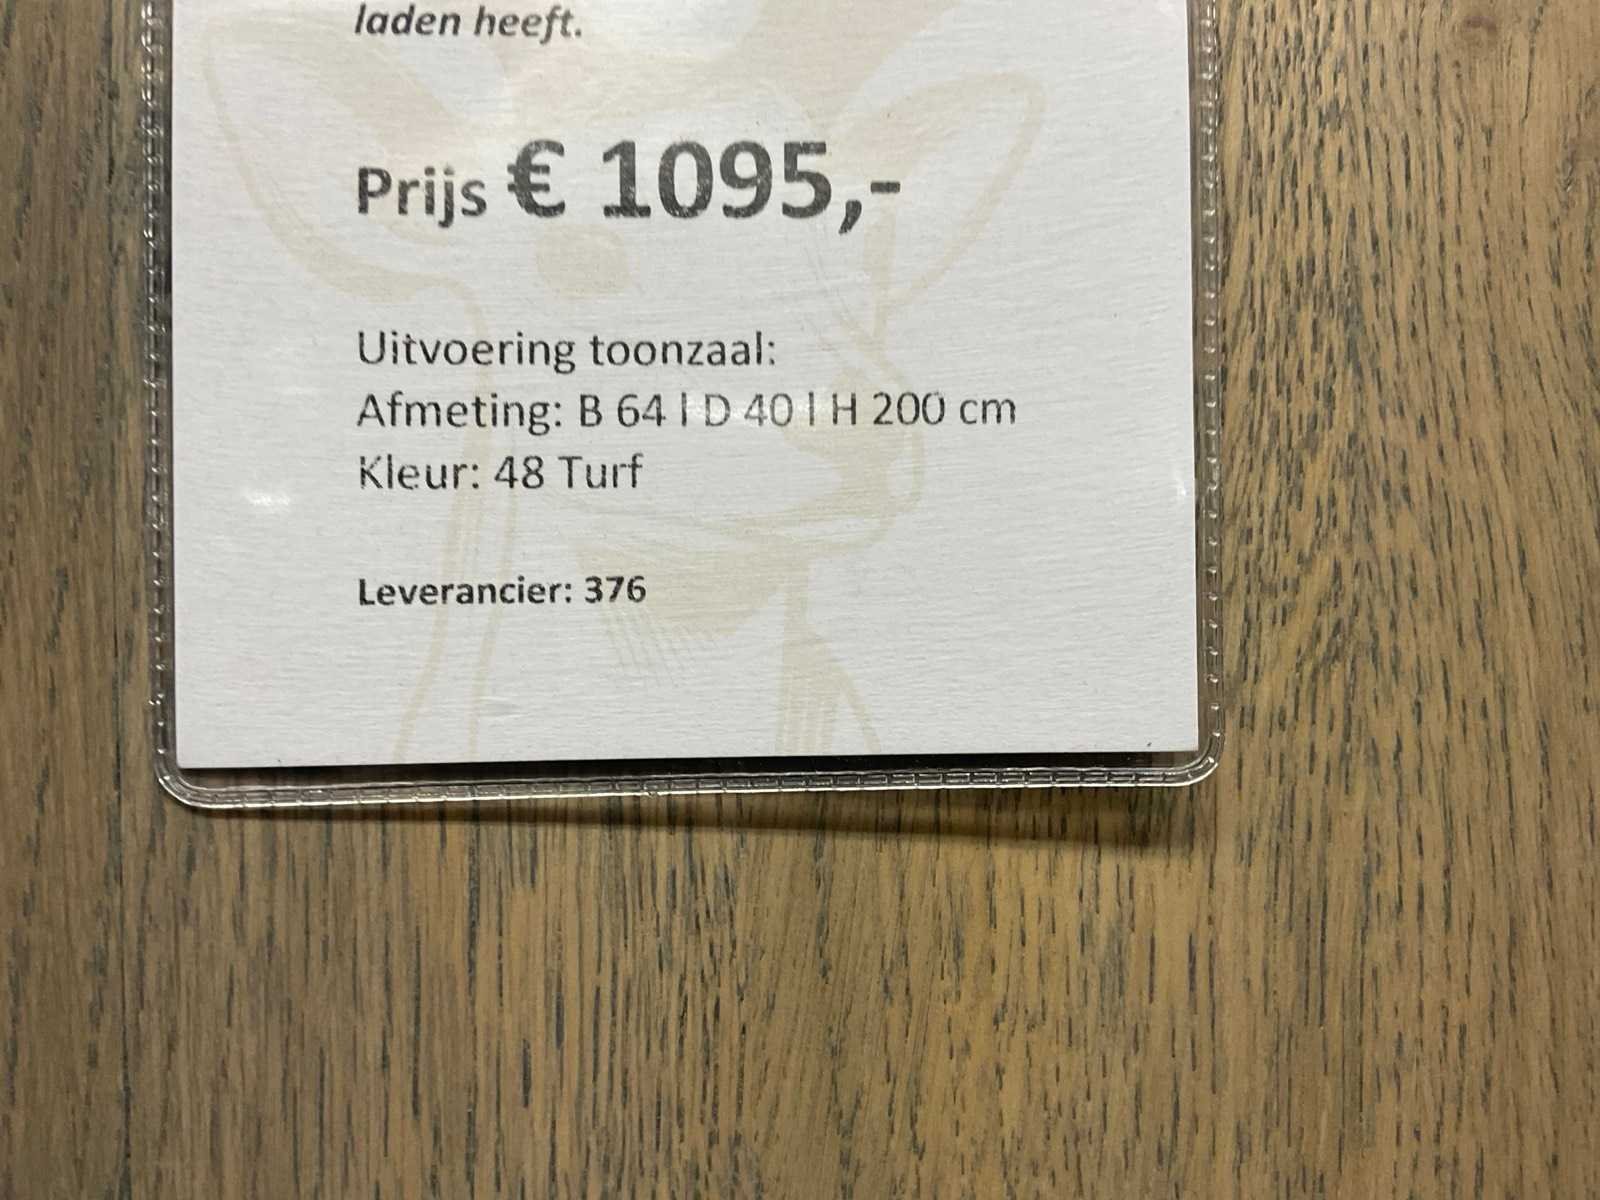 laden heeft.
Prijs € 1095,-
Uitvoering toonzaal:
Afmeting: B 64 l D 40 l H 200 cm
Kleur: 48 Turf
Leverancier: 376